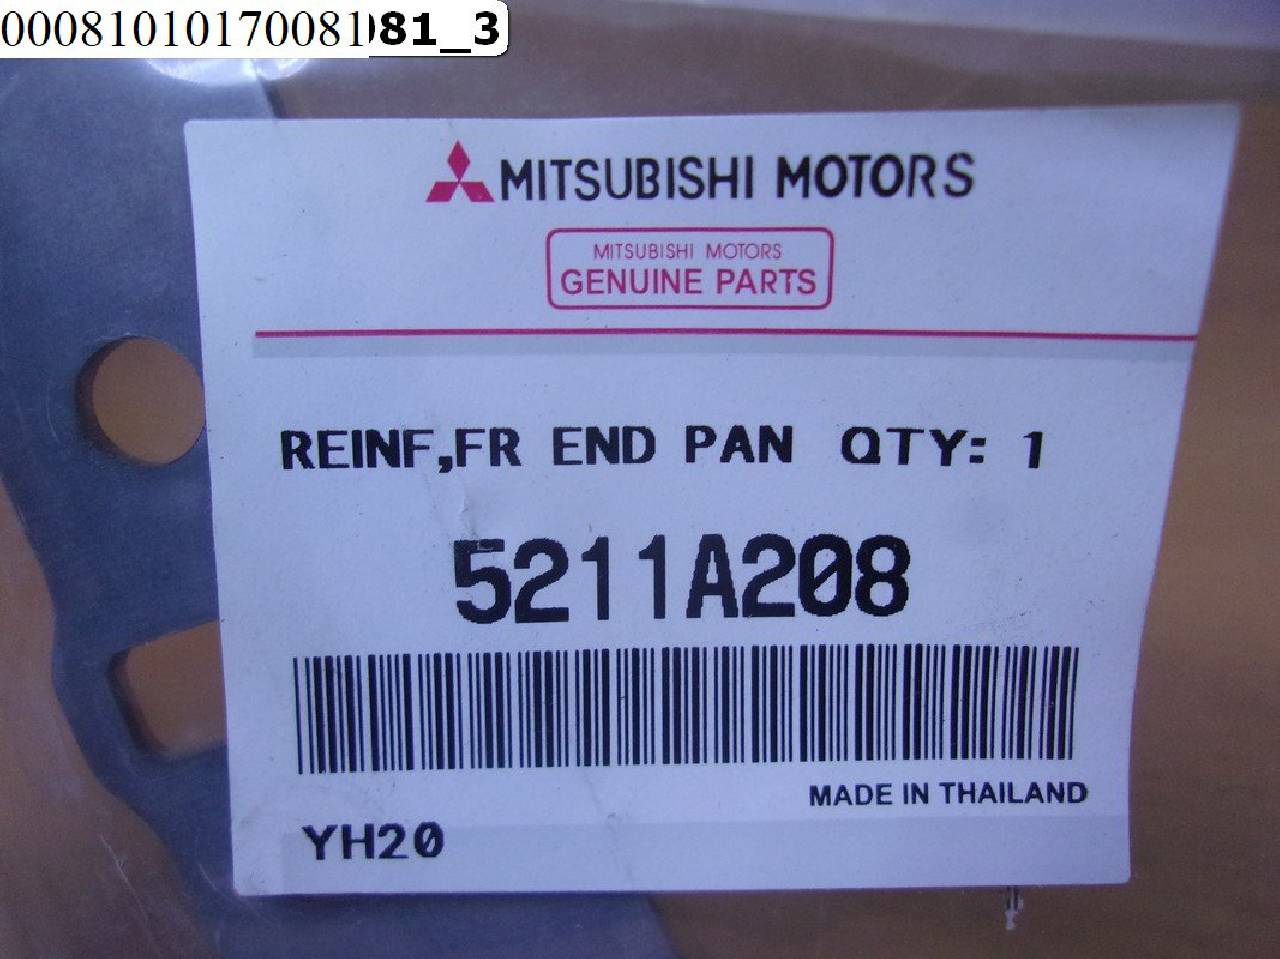 00081010170081081_3
MITSUBISHI MOTORS
MITSUBISHI MOTORS
GENUINE PARTS
REINF,FR END PAN QTY: 1
5211A208
MADE IN THAILAND
YH20